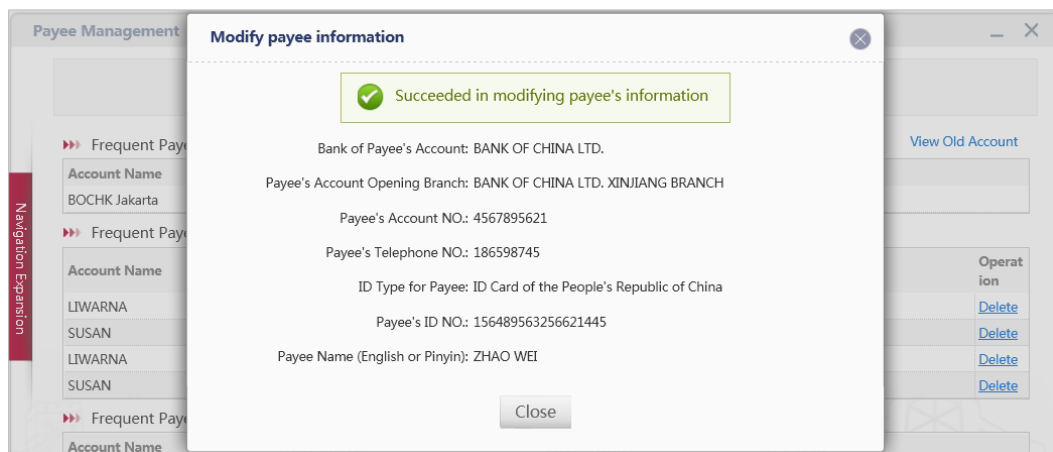 Payee Management
Modify payee information
Succeeded in modifying payee's information
Bank of Payee's Account: BANK OF CHINA LTD.
Payee's Account Opening Branch: BANK OF CHINA LTD. XINJIANG BRANCH
Payee's Account NO.: 4567895621
Payee's Telephone NO.: 186598745
ID Type for Payee: ID Card of the People's Republic of China
Payee's ID NO.: 156489563256621445
Payee Name (English or Pinyin): ZHAO WEI
Close
Navigation Expansion
Frequent Paye
View Old Account
Account Name
BOCHK Jakarta
Frequent Paye
Account Name
Operat
ion
LIWARNA
Delete
SUSAN
Delete
LIWARNA
Delete
SUSAN
Delete
Frequent Paye
Account Name